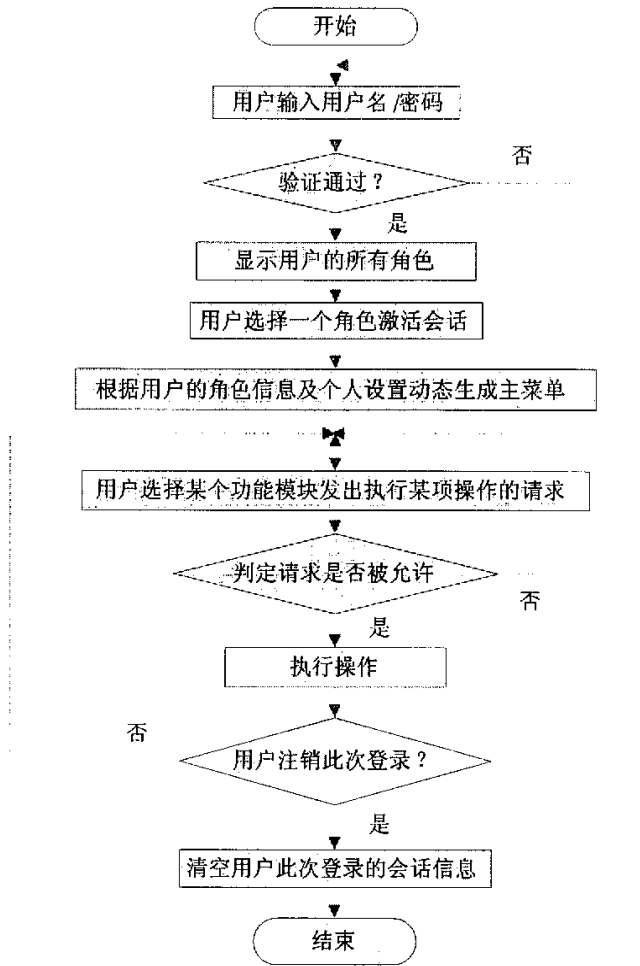 开始
用户输入用户名/密码
否
验证通过?
是
显示用户的所有角色
用户选择一个角色激活会话
根据用户的角色信息及个人设置动态生成主菜单
用户选择某个功能模块发出执行某项操作的请求
判定请求是否被允许
否
是
执行操作
否
用户注销此次登录?
是
清空用户此次登录的会话信息
结束